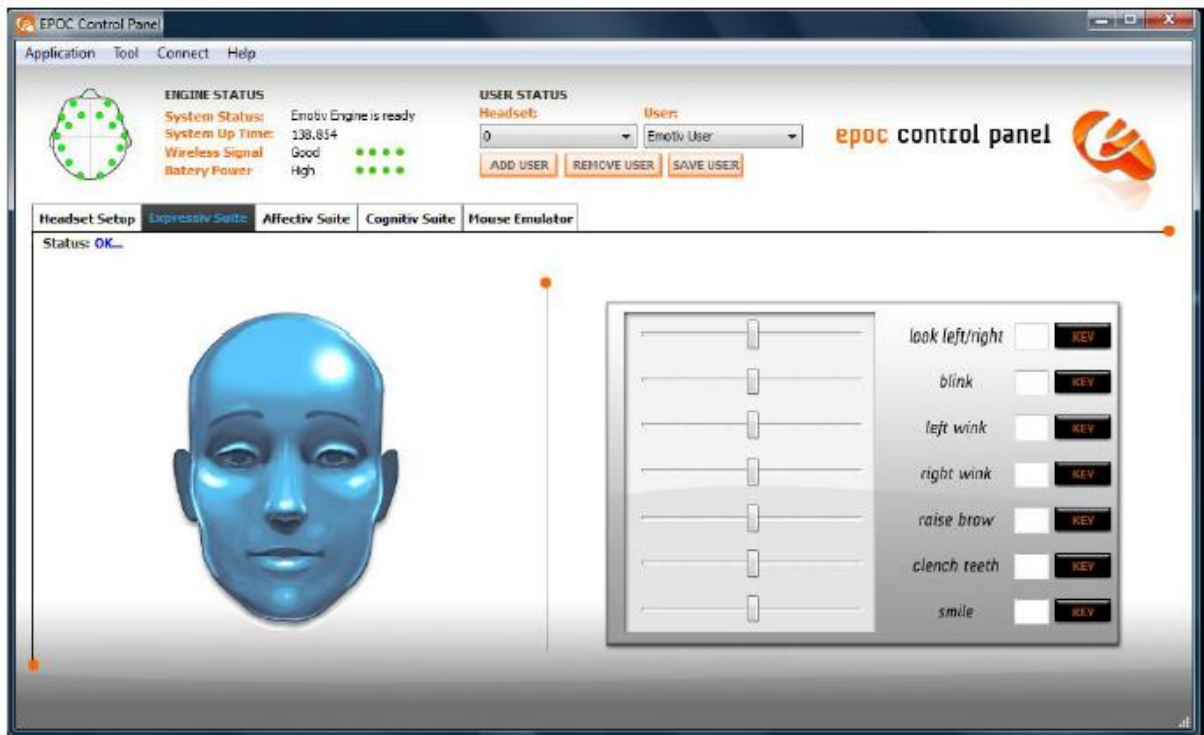 EPOC Control Panel
Application Tool Connect Help
ENGINE STATUS
System Status: Emotiv Engine is ready
System Up Time: 138.854
Wireless Signal Good
Batery Power High
USER STATUS
Headset: User:
0 Emotiv User
ADD USER REMOVE USER SAVE USER
epoc control panel
Headset Setup Expressiv Suite Affectiv Suite Cognitiv Suite Mouse Emulator
Status: OK...
look left/right KEY
blink KEY
left wink KEY
right wink KEY
raise brow KEY
clench teeth KEY
smile KEY